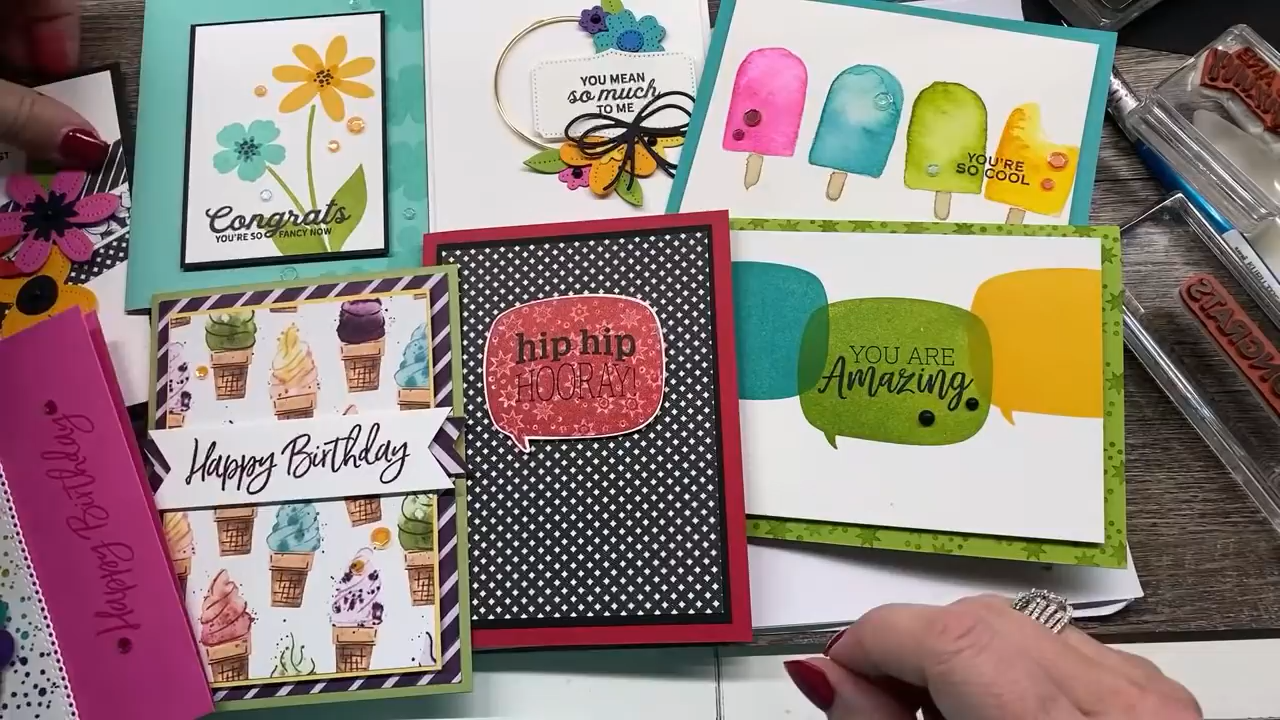 Congrats
YOU'RE SO FANCY NOW
YOU MEAN
so much
TO ME
YOU'RE
SO COOL
Happy Birthday
hip hip
HOORAY!
YOU ARE
Amazing
Happy Birthday